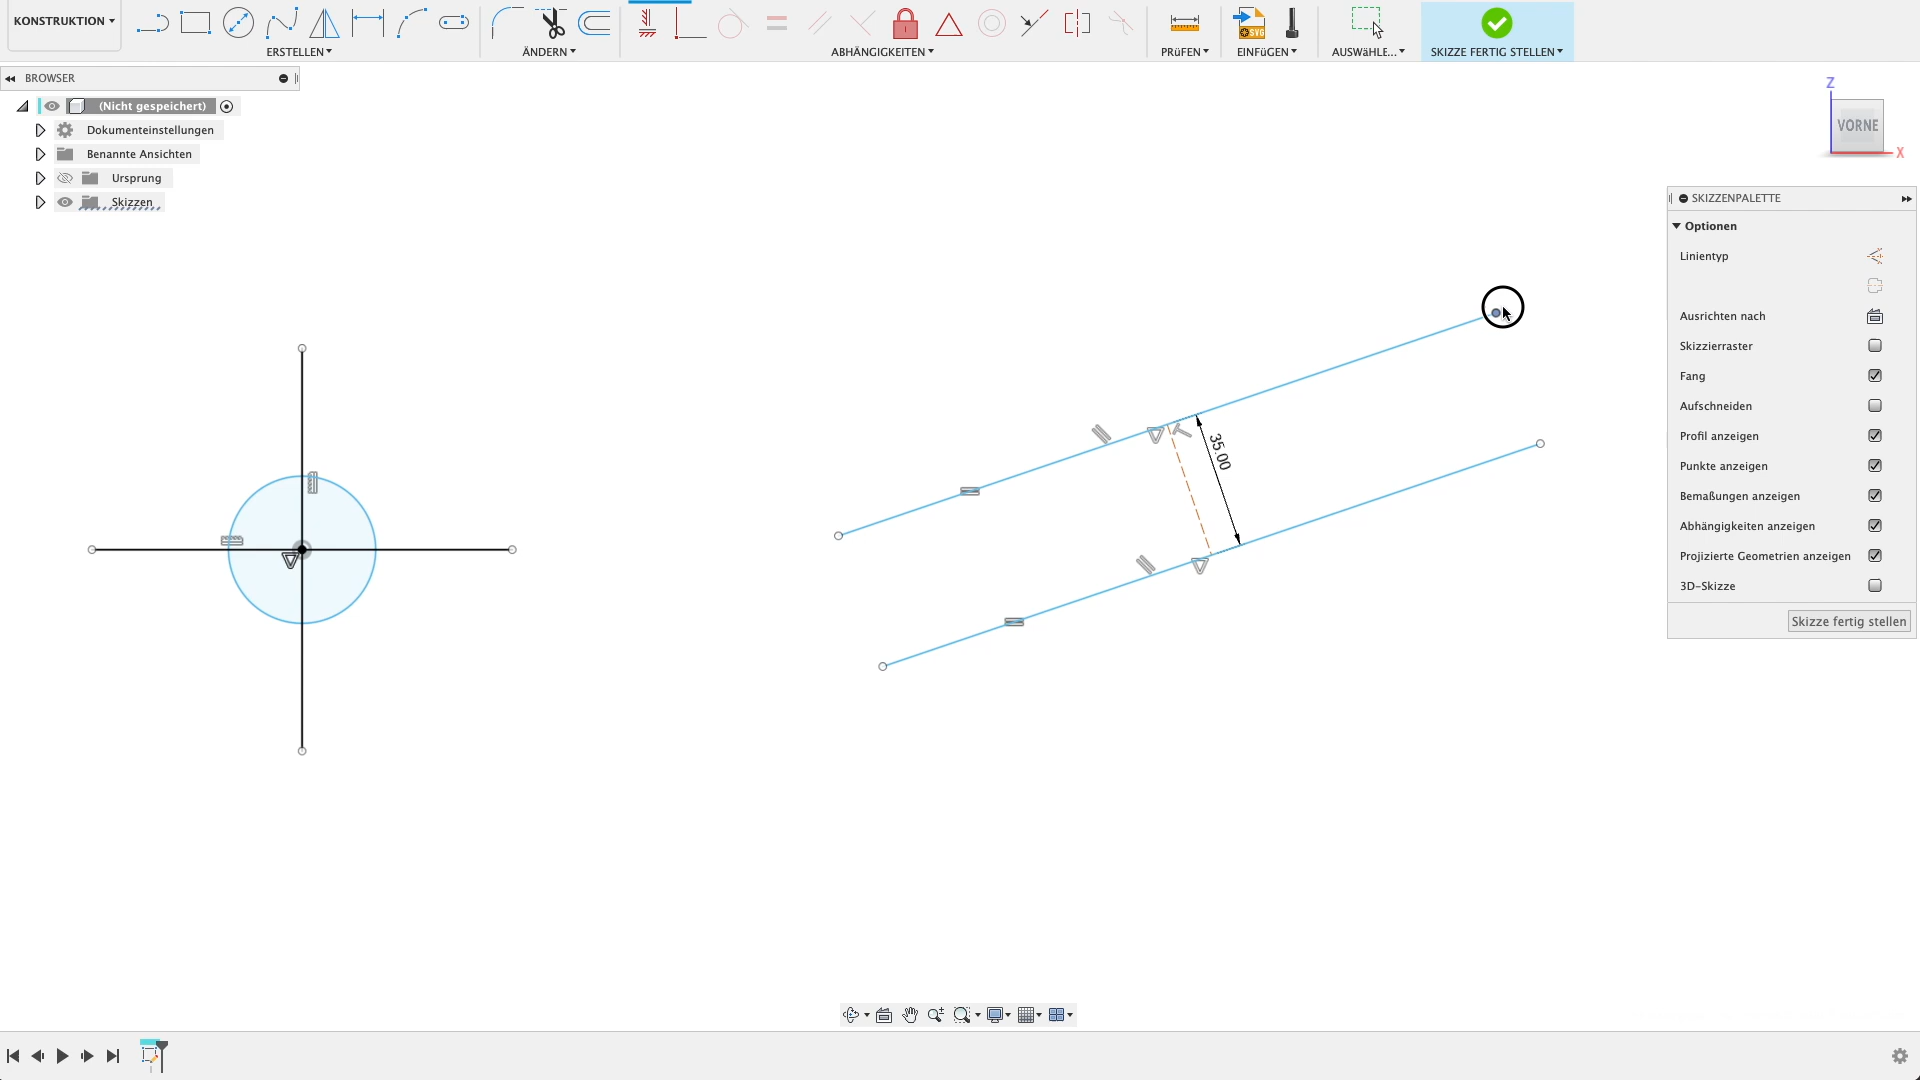 KONSTRUKTION
ERSTELLEN
ÄNDERN
ABHÄNGIGKEITEN
PRÜFEN
EINFÜGEN
AUSWÄHLE...
SKIZZE FERTIG STELLEN
SVG
BROWSER
(Nicht gespeichert)
Dokumenteinstellungen
Benannte Ansichten
Ursprung
Skizzen
Z
VORNE
X
35.00
SKIZZENPALETTE
Optionen
Linientyp
Ausrichten nach
Skizzierraster
Fang
Aufschneiden
Profil anzeigen
Punkte anzeigen
Bemaßungen anzeigen
Abhängigkeiten anzeigen
Projizierte Geometrien anzeigen
3D-Skizze
Skizze fertig stellen